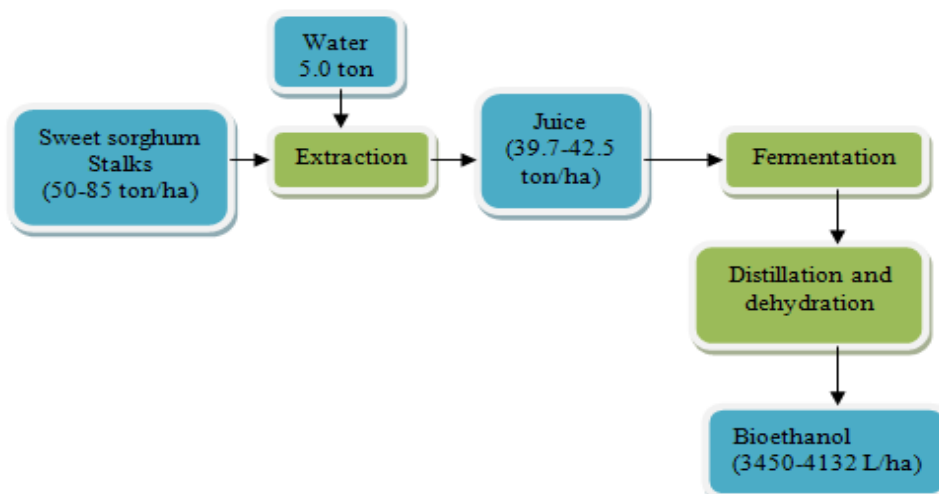 Water
5.0 ton
Sweet sorghum
Stalks
(50-85 ton/ha)
Extraction
Juice
(39.7-42.5
ton/ha)
Fermentation
Distillation and
dehydration
Bioethanol
(3450-4132 L/ha)